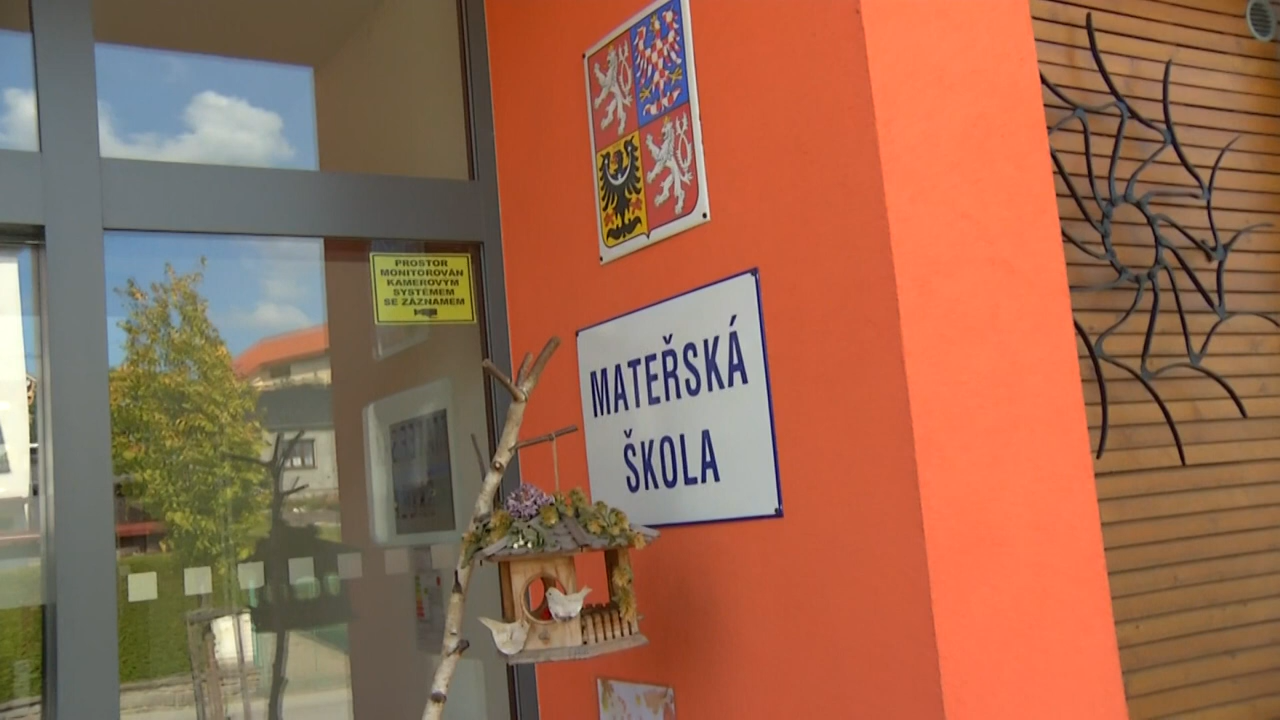 PROSTOR
MONITOROVÁN
KAMEROVÝM
SYSTÉMEM
SE ZÁZNAMEM
MATEŘSKÁ
ŠKOLA